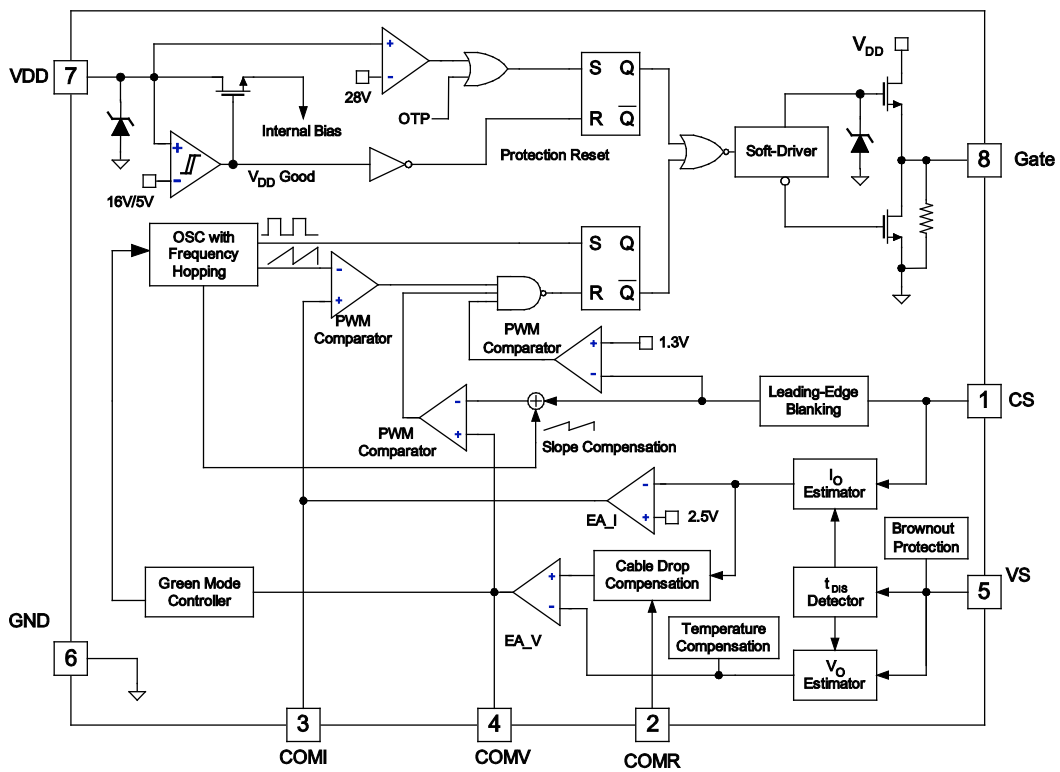 VDD
7
+
-
28V
OTP
S Q
R Q
Internal Bias
+
-
16V/5V
VDD Good
Protection Reset
VDD
Soft-Driver
8
Gate
OSC with
Frequency
Hopping
-
+
PWM
Comparator
S Q
R Q
PWM
Comparator
+
-
1.3V
Leading-Edge
Blanking
1
CS
-
+
PWM
Comparator
Slope Compensation
-
+
EA_I
2.5V
IO
Estimator
Brownout
Protection
Green Mode
Controller
+
-
EA_V
Cable Drop
Compensation
tDIS
Detector
VS
5
GND
6
Temperature
Compensation
VO
Estimator
3
COMI
4
COMV
2
COMR